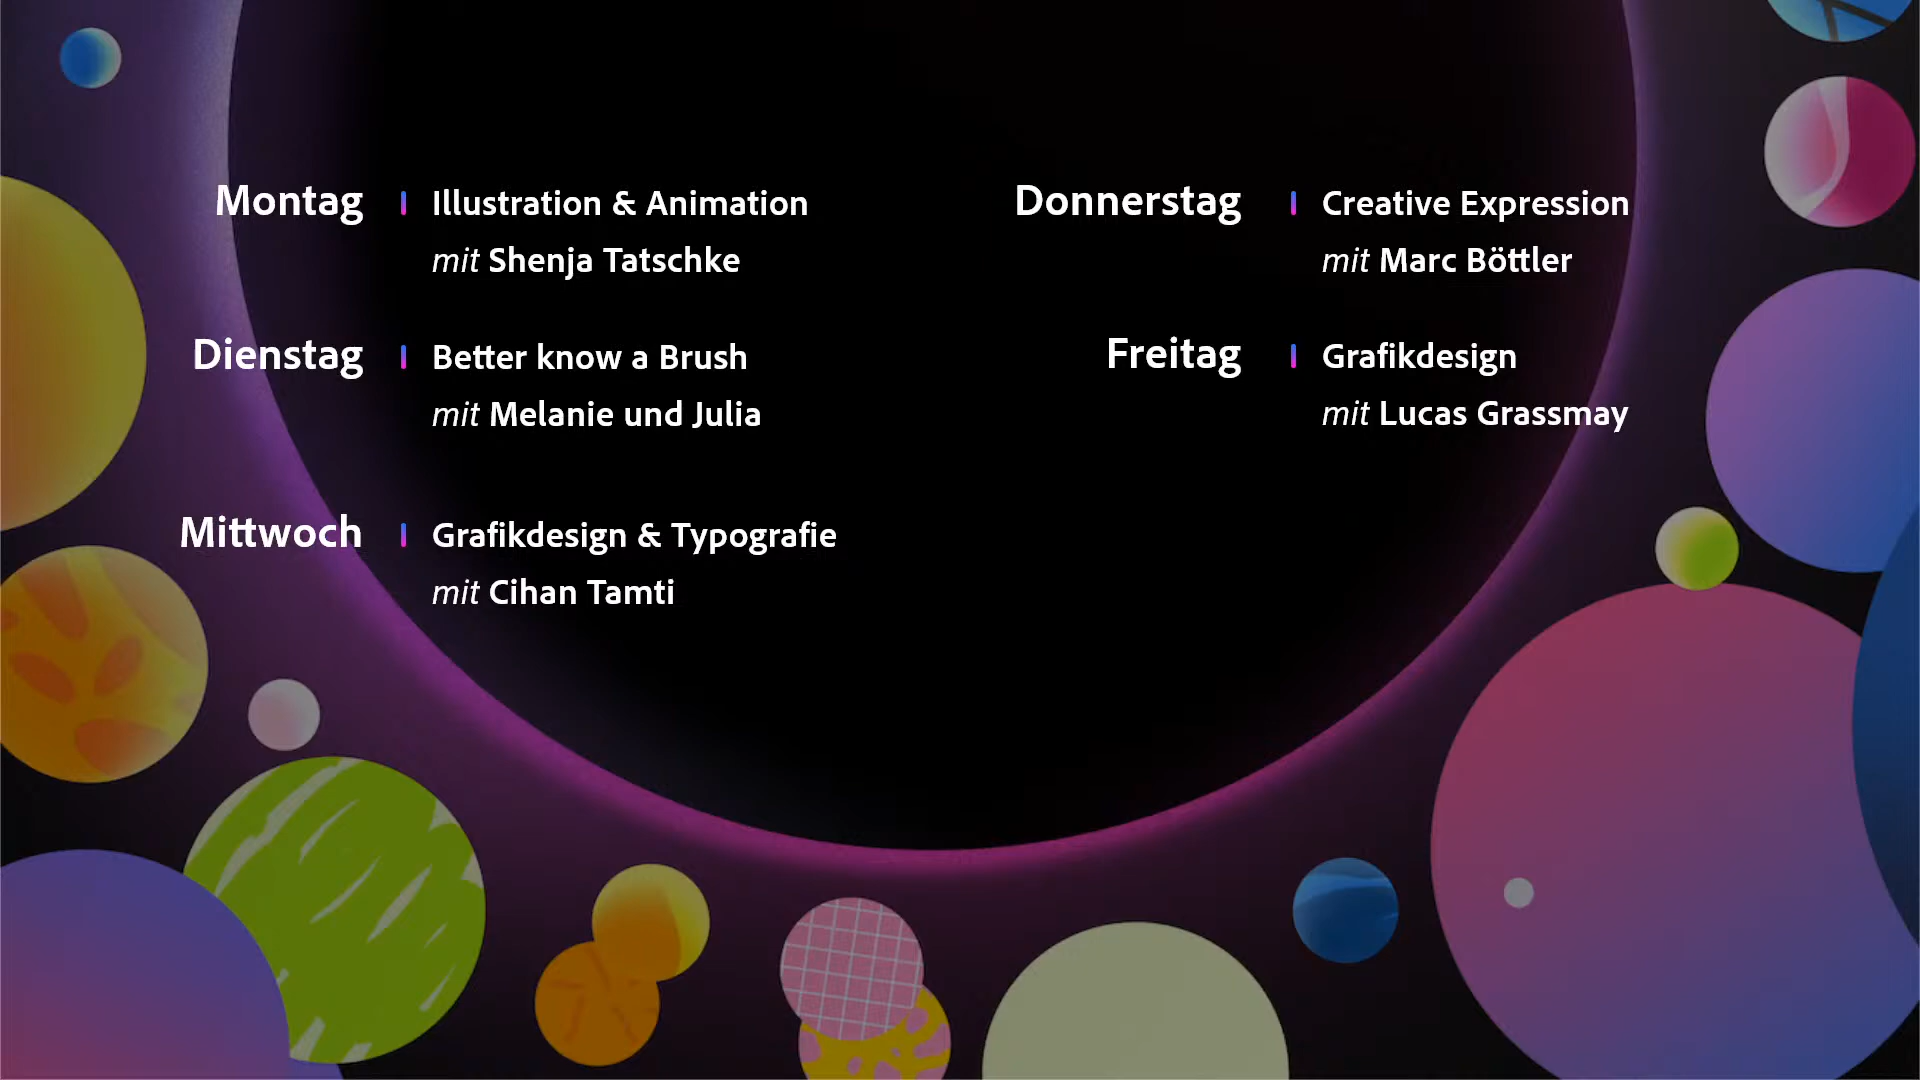 Montag
Illustration & Animation
mit Shenja Tatschke
Dienstag
Better know a Brush
mit Melanie und Julia
Mittwoch
Grafikdesign & Typografie
mit Cihan Tamti
Donnerstag
Creative Expression
mit Marc Böttler
Freitag
Grafikdesign
mit Lucas Grassmay